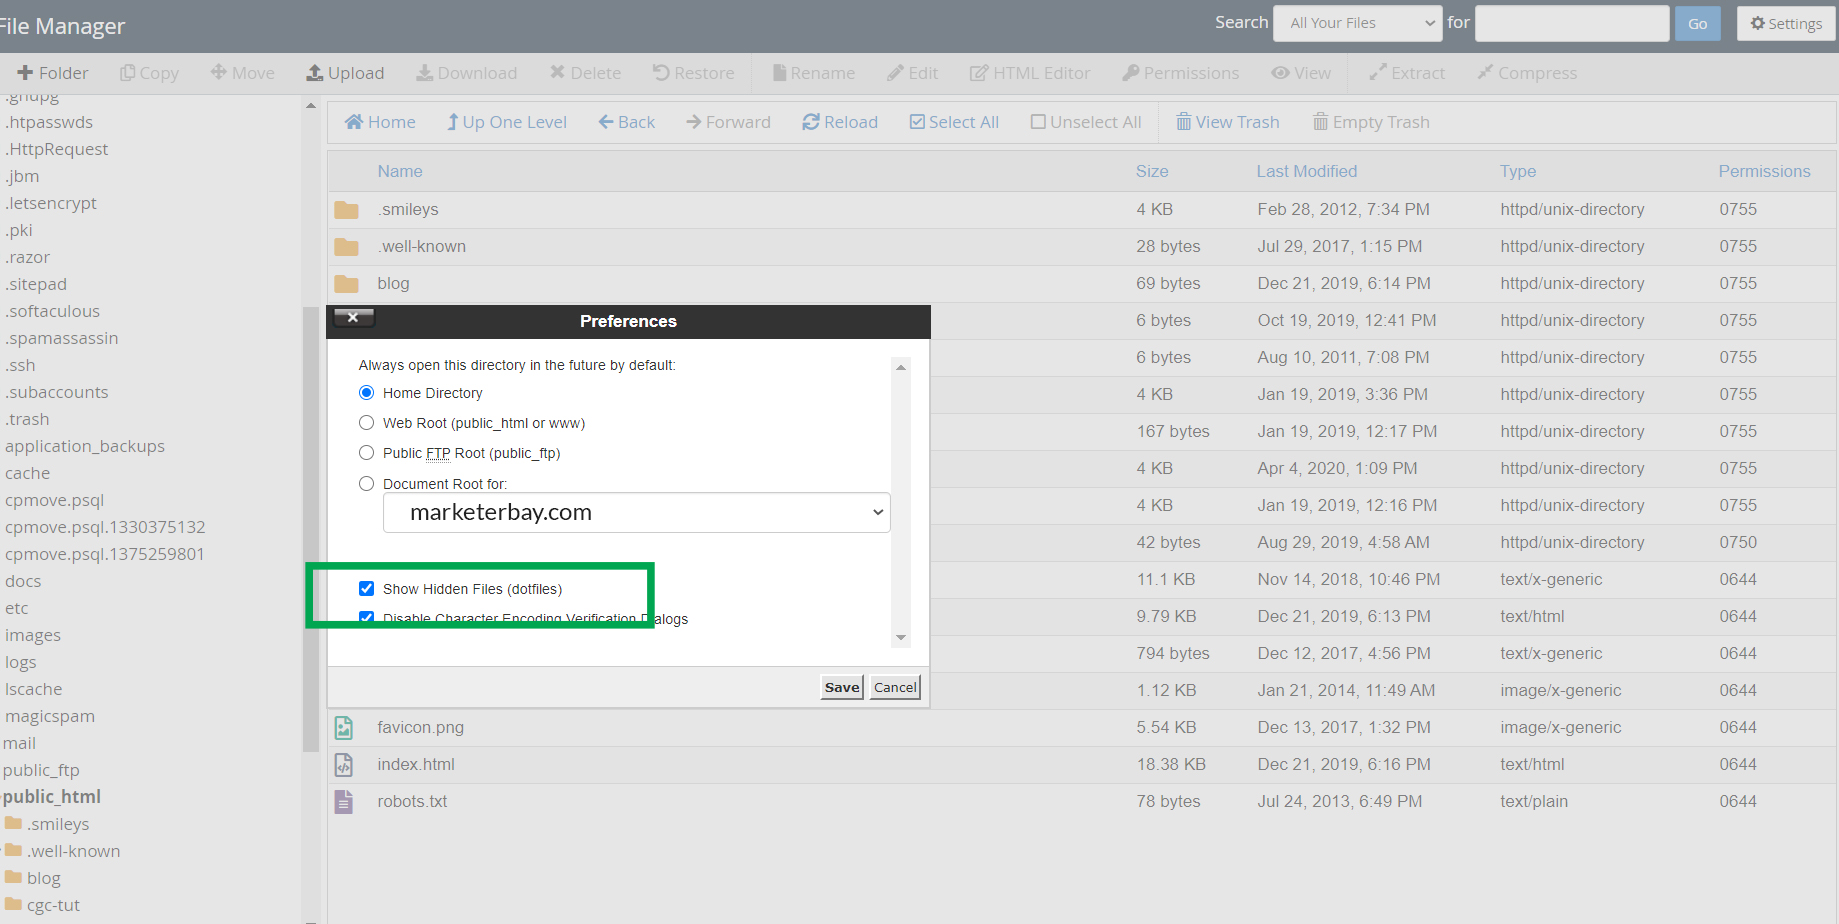 File Manager
Search All Your Files for Go Settings
Folder Copy Move Upload Download Delete Restore Rename Edit HTML Editor Permissions View Extract Compress
.gnupg
.htpasswds
.HttpRequest
.jbm
.letsencrypt
.pki
.razor
.sitepad
.softaculous
.spamassassin
.ssh
.subaccounts
.trash
application_backups
cache
cpmove.psql
cpmove.psql.1330375132
cpmove.psql.1375259801
docs
etc
images
logs
lscache
magicspam
mail
public_ftp
public_html
.smileys
.well-known
blog
cgc-tut
Home Up One Level Back Forward Reload Select All Unselect All View Trash Empty Trash
Name Size Last Modified Type Permissions
.smileys 4 KB Feb 28, 2012, 7:34 PM httpd/unix-directory 0755
.well-known 28 bytes Jul 29, 2017, 1:15 PM httpd/unix-directory 0755
blog 69 bytes Dec 21, 2019, 6:14 PM httpd/unix-directory 0755
6 bytes Oct 19, 2019, 12:41 PM httpd/unix-directory 0755
6 bytes Aug 10, 2011, 7:08 PM httpd/unix-directory 0755
4 KB Jan 19, 2019, 3:36 PM httpd/unix-directory 0755
167 bytes Jan 19, 2019, 12:17 PM httpd/unix-directory 0755
4 KB Apr 4, 2020, 1:09 PM httpd/unix-directory 0755
4 KB Jan 19, 2019, 12:16 PM httpd/unix-directory 0755
42 bytes Aug 29, 2019, 4:58 AM httpd/unix-directory 0750
11.1 KB Nov 14, 2018, 10:46 PM text/x-generic 0644
9.79 KB Dec 21, 2019, 6:13 PM text/html 0644
794 bytes Dec 12, 2017, 4:56 PM text/x-generic 0644
1.12 KB Jan 21, 2014, 11:49 AM image/x-generic 0644
favicon.png 5.54 KB Dec 13, 2017, 1:32 PM image/x-generic 0644
index.html 18.38 KB Dec 21, 2019, 6:16 PM text/html 0644
robots.txt 78 bytes Jul 24, 2013, 6:49 PM text/plain 0644
Preferences
Always open this directory in the future by default:
Home Directory
Web Root (public_html or www)
Public FTP Root (public_ftp)
Document Root for:
marketerbay.com
Show Hidden Files (dotfiles)
Disable Character Encoding Verification Dialogs
Save Cancel